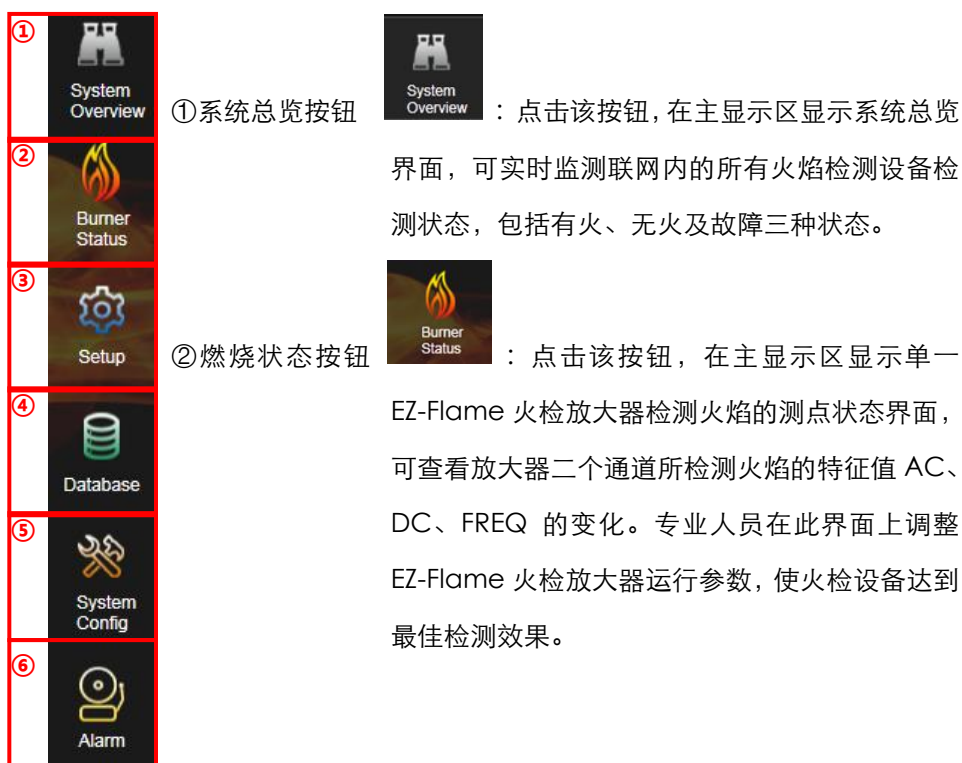 ①
System
Overview
②
Burner
Status
③
Setup
④
Database
⑤
System
Config
⑥
Alarm
①系统总览按钮 System Overview ：点击该按钮，在主显示区显示系统总览
界面，可实时监测联网内的所有火焰检测设备检
测状态，包括有火、无火及故障三种状态。
②燃烧状态按钮 Burner Status ：点击该按钮，在主显示区显示单一
EZ-Flame 火检放大器检测火焰的测点状态界面，
可查看放大器二个通道所检测火焰的特征值 AC、
DC、FREQ 的变化。专业人员在此界面上调整
EZ-Flame 火检放大器运行参数，使火检设备达到
最佳检测效果。